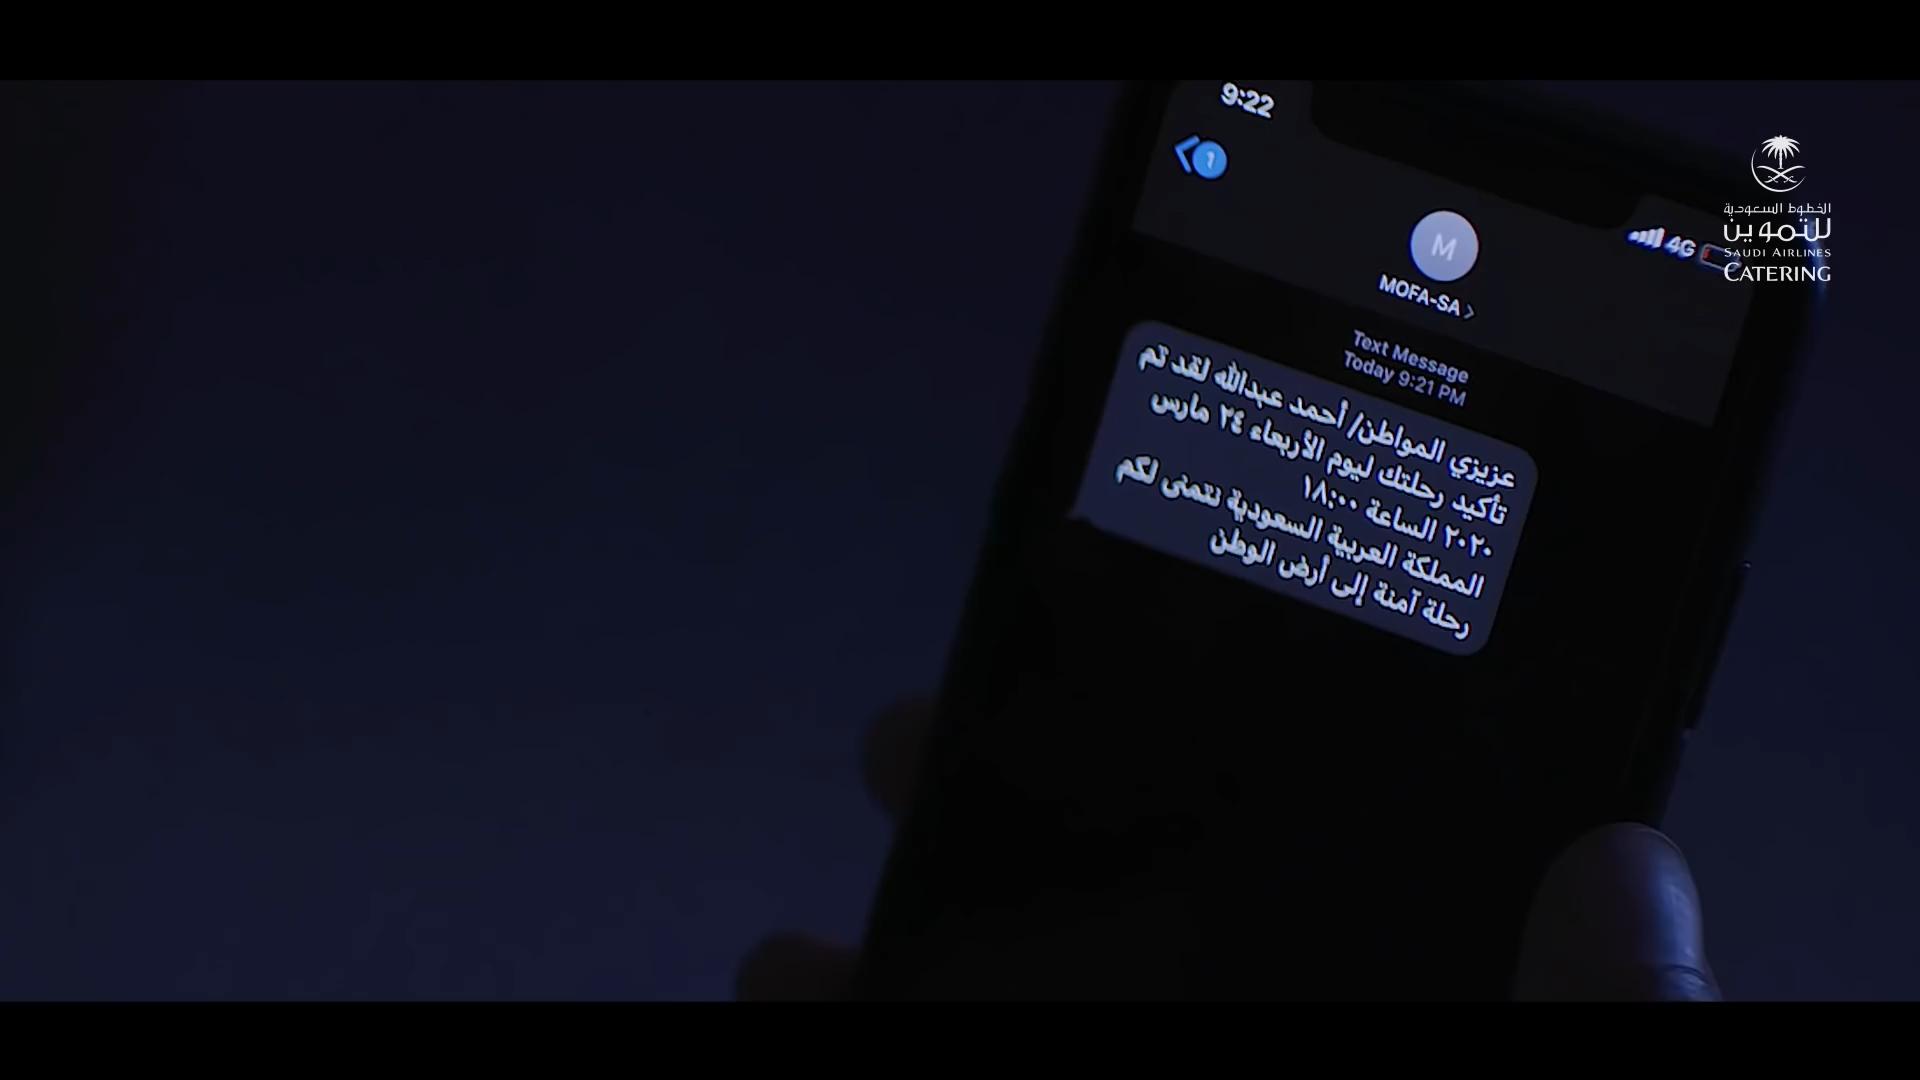 9:22
1
4G
M
MOFA-SA >
Text Message
Today 9:21 PM
عزيزي المواطن/ أحمد عبدالله لقد تم
تأكيد رحلتك ليوم الأربعاء ٢٤ مارس
٢٠٢٠ الساعة ١٨:٠٠
المملكة العربية السعودية نتمنى لكم
رحلة آمنة إلى أرض الوطن
الخطوط السعودية
للتموين
SAUDI AIRLINES
CATERING